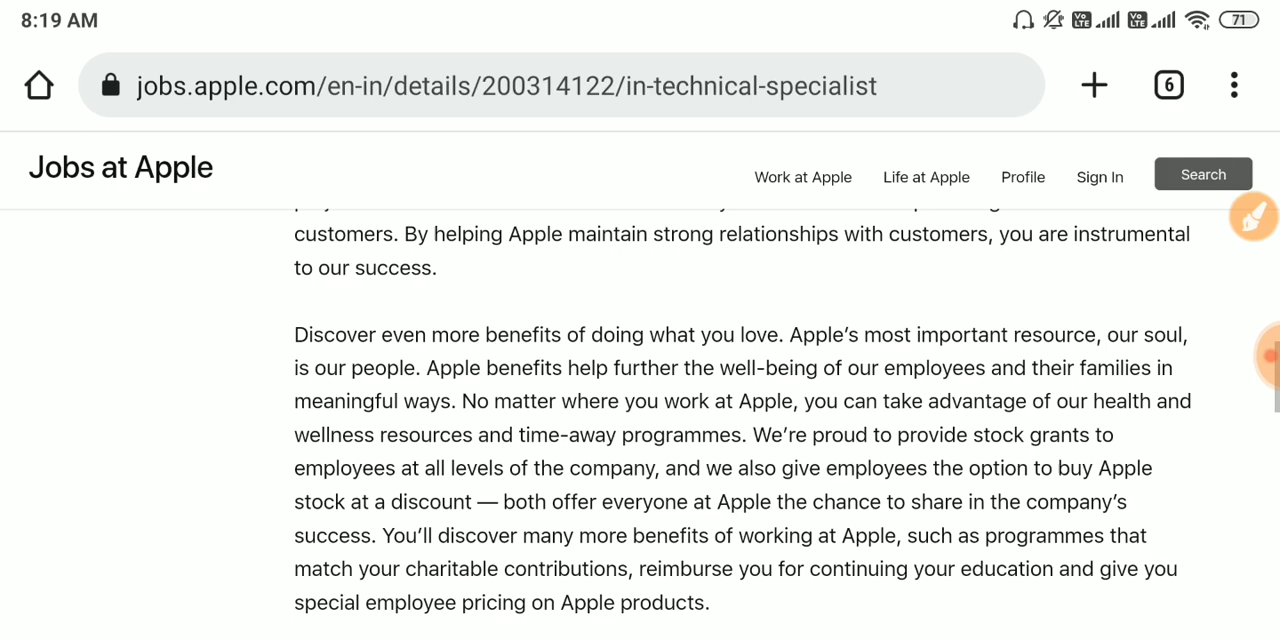 8:19 AM
Vo LTE Vo LTE 71
jobs.apple.com/en-in/details/200314122/in-technical-specialist
6
Jobs at Apple
Work at Apple Life at Apple Profile Sign In Search
customers. By helping Apple maintain strong relationships with customers, you are instrumental
to our success.
Discover even more benefits of doing what you love. Apple’s most important resource, our soul,
is our people. Apple benefits help further the well-being of our employees and their families in
meaningful ways. No matter where you work at Apple, you can take advantage of our health and
wellness resources and time-away programmes. We’re proud to provide stock grants to
employees at all levels of the company, and we also give employees the option to buy Apple
stock at a discount — both offer everyone at Apple the chance to share in the company’s
success. You’ll discover many more benefits of working at Apple, such as programmes that
match your charitable contributions, reimburse you for continuing your education and give you
special employee pricing on Apple products.